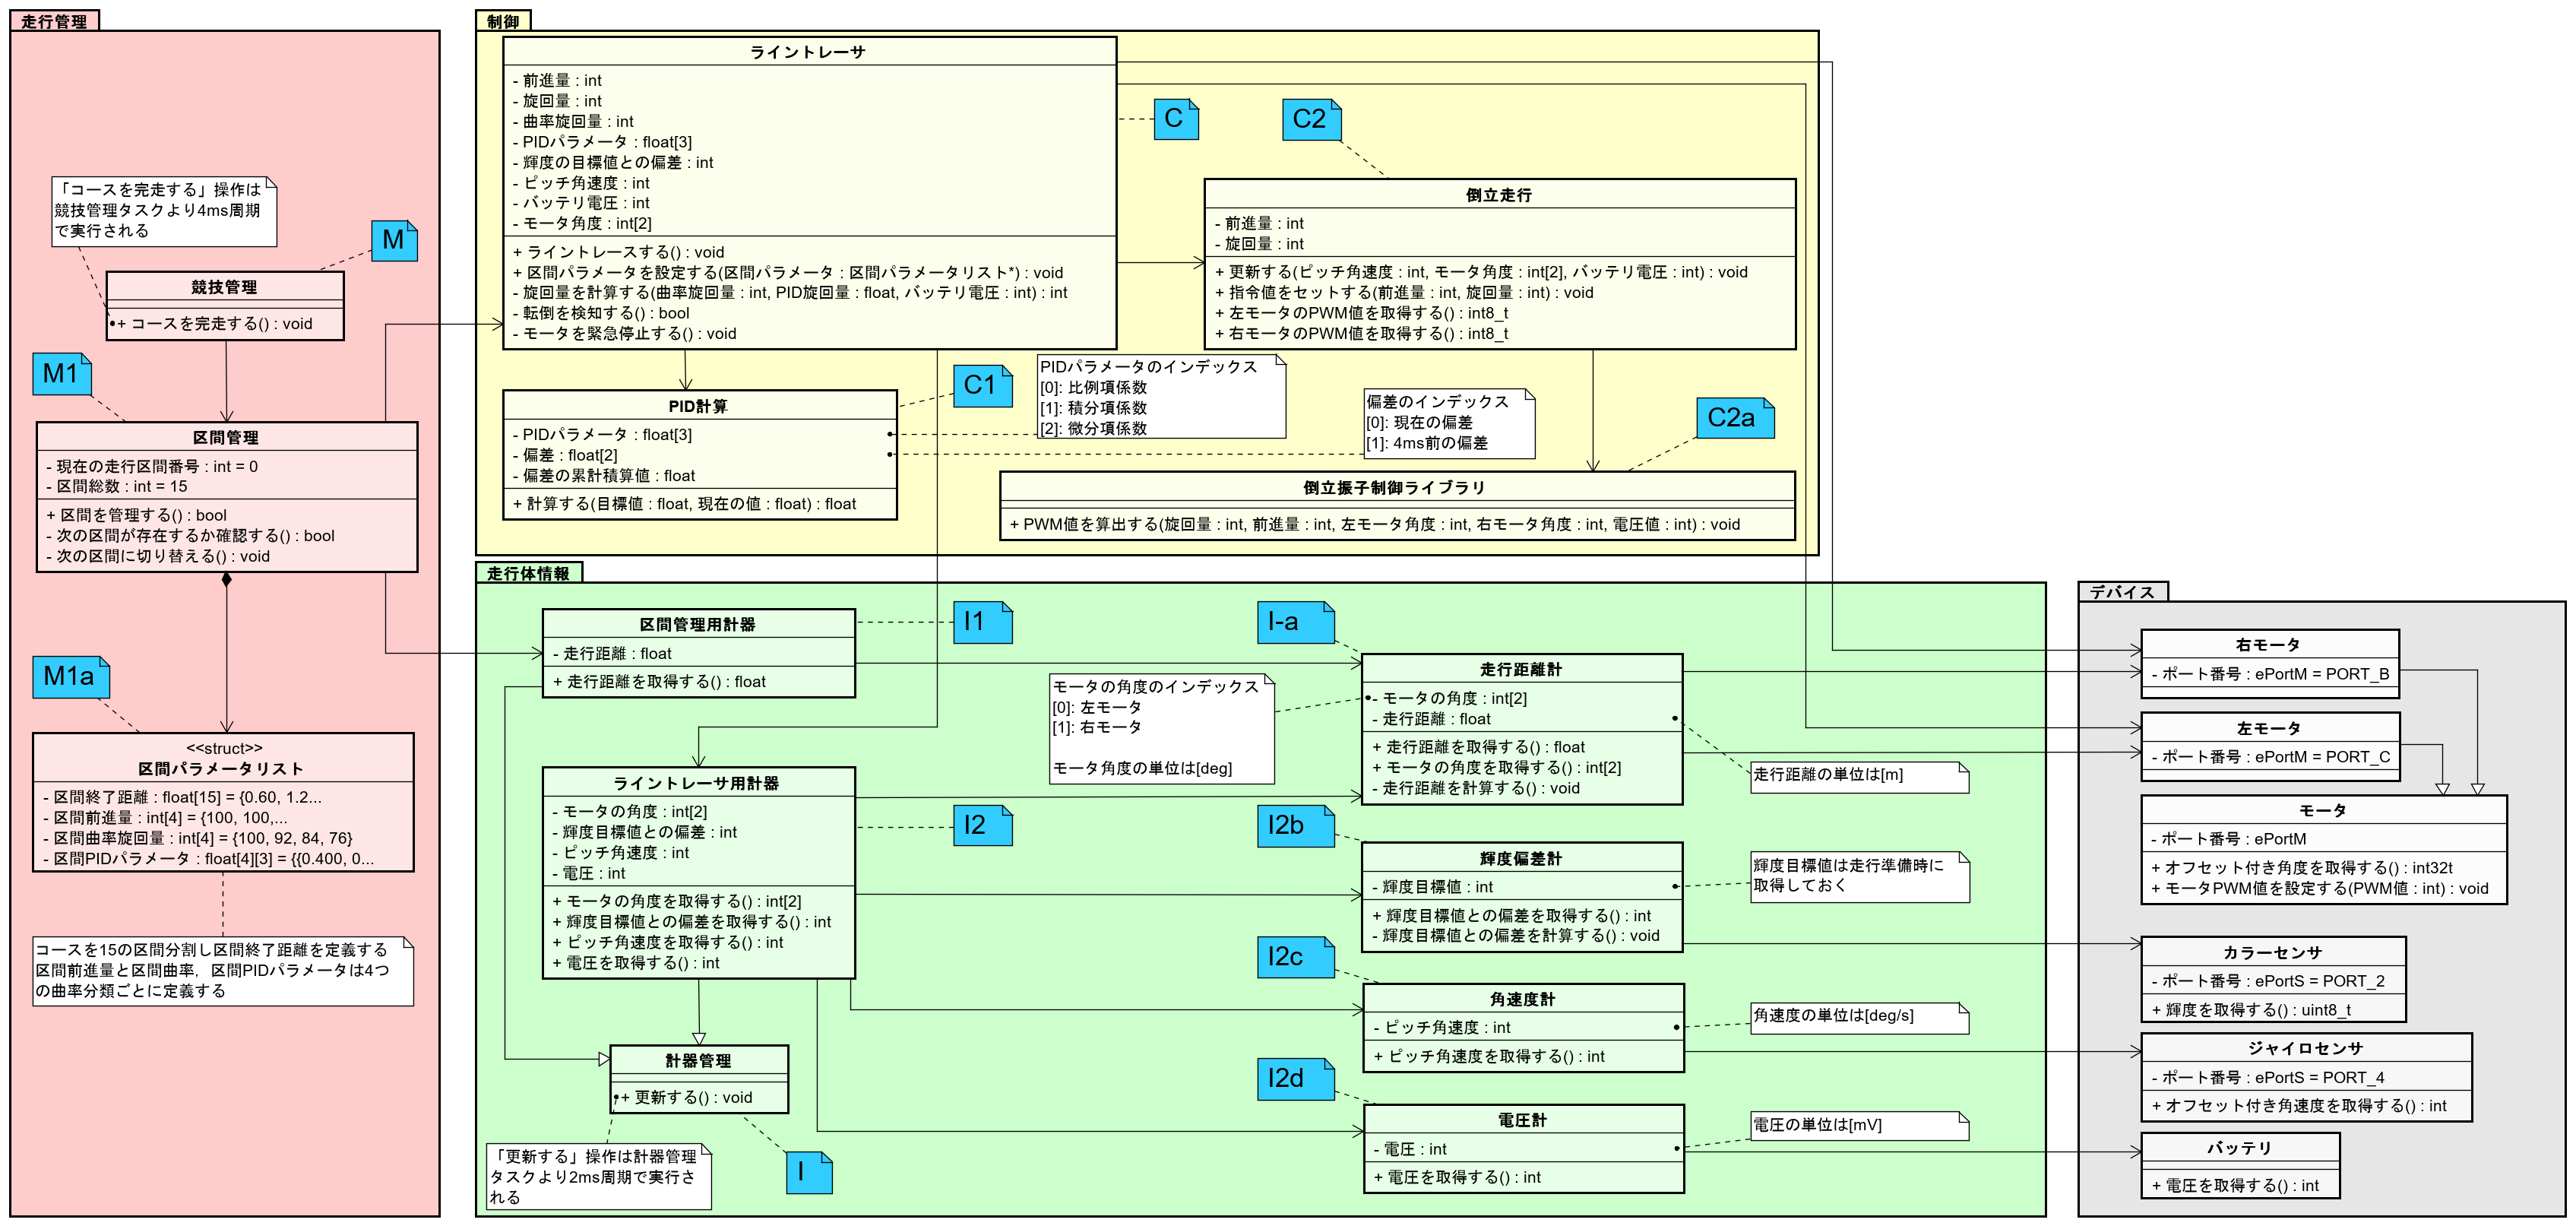 走行管理
「コースを完走する」操作は
競技管理タスクより4ms周期
で実行される
M
競技管理
+ コースを完走する() : void
M1
区間管理
- 現在の走行区間番号 : int = 0
- 区間総数 : int = 15
+ 区間を管理する() : bool
- 次の区間が存在するか確認する() : bool
- 次の区間に切り替える() : void
M1a
<<struct>>
区間パラメータリスト
- 区間終了距離 : float[15] = {0.60, 1.2...
- 区間前進量 : int[4] = {100, 100,...
- 区間曲率旋回量 : int[4] = {100, 92, 84, 76}
- 区間PIDパラメータ : float[4][3] = {{0.400, 0...
コースを15の区間分割し区間終了距離を定義する
区間前進量と区間曲率，区間PIDパラメータは4つ
の曲率分類ごとに定義する
制御
ライントレーサ
- 前進量 : int
- 旋回量 : int
- 曲率旋回量 : int
- PIDパラメータ : float[3]
- 輝度の目標値との偏差 : int
- ピッチ角速度 : int
- バッテリ電圧 : int
- モータ角度 : int[2]
+ ライントレースする() : void
+ 区間パラメータを設定する(区間パラメータ : 区間パラメータリスト*) : void
- 旋回量を計算する(曲率旋回量 : int, PID旋回量 : float, バッテリ電圧 : int) : int
- 転倒を検知する() : bool
- モータを緊急停止する() : void
C
C2
倒立走行
- 前進量 : int
- 旋回量 : int
+ 更新する(ピッチ角速度 : int, モータ角度 : int[2], バッテリ電圧 : int) : void
+ 指令値をセットする(前進量 : int, 旋回量 : int) : void
+ 左モータのPWM値を取得する() : int8_t
+ 右モータのPWM値を取得する() : int8_t
PID計算
- PIDパラメータ : float[3]
- 偏差 : float[2]
- 偏差の累計積算値 : float
+ 計算する(目標値 : float, 現在の値 : float) : float
C1
PIDパラメータのインデックス
[0]: 比例項係数
[1]: 積分項係数
[2]: 微分項係数
偏差のインデックス
[0]: 現在の偏差
[1]: 4ms前の偏差
C2a
倒立振子制御ライブラリ
+ PWM値を算出する(旋回量 : int, 前進量 : int, 左モータ角度 : int, 右モータ角度 : int, 電圧値 : int) : void
走行体情報
区間管理用計器
- 走行距離 : float
+ 走行距離を取得する() : float
I1
I-a
モータの角度のインデックス
[0]: 左モータ
[1]: 右モータ
モータ角度の単位は[deg]
走行距離計
- モータの角度 : int[2]
- 走行距離 : float
+ 走行距離を取得する() : float
+ モータの角度を取得する() : int[2]
- 走行距離を計算する() : void
走行距離の単位は[m]
ライントレーサ用計器
- モータの角度 : int[2]
- 輝度目標値との偏差 : int
- ピッチ角速度 : int
- 電圧 : int
+ モータの角度を取得する() : int[2]
+ 輝度目標値との偏差を取得する() : int
+ ピッチ角速度を取得する() : int
+ 電圧を取得する() : int
I2
I2b
輝度偏差計
- 輝度目標値 : int
+ 輝度目標値との偏差を取得する() : int
- 輝度目標値との偏差を計算する() : void
輝度目標値は走行準備時に
取得しておく
I2c
角速度計
- ピッチ角速度 : int
+ ピッチ角速度を取得する() : int
角速度の単位は[deg/s]
計器管理
+ 更新する() : void
「更新する」操作は計器管理
タスクより2ms周期で実行さ
れる
I
I2d
電圧計
- 電圧 : int
+ 電圧を取得する() : int
電圧の単位は[mV]
デバイス
右モータ
- ポート番号 : ePortM = PORT_B
左モータ
- ポート番号 : ePortM = PORT_C
モータ
- ポート番号 : ePortM
+ オフセット付き角度を取得する() : int32t
+ モータPWM値を設定する(PWM値 : int) : void
カラーセンサ
- ポート番号 : ePortS = PORT_2
+ 輝度を取得する() : uint8_t
ジャイロセンサ
- ポート番号 : ePortS = PORT_4
+ オフセット付き角速度を取得する() : int
バッテリ
+ 電圧を取得する() : int